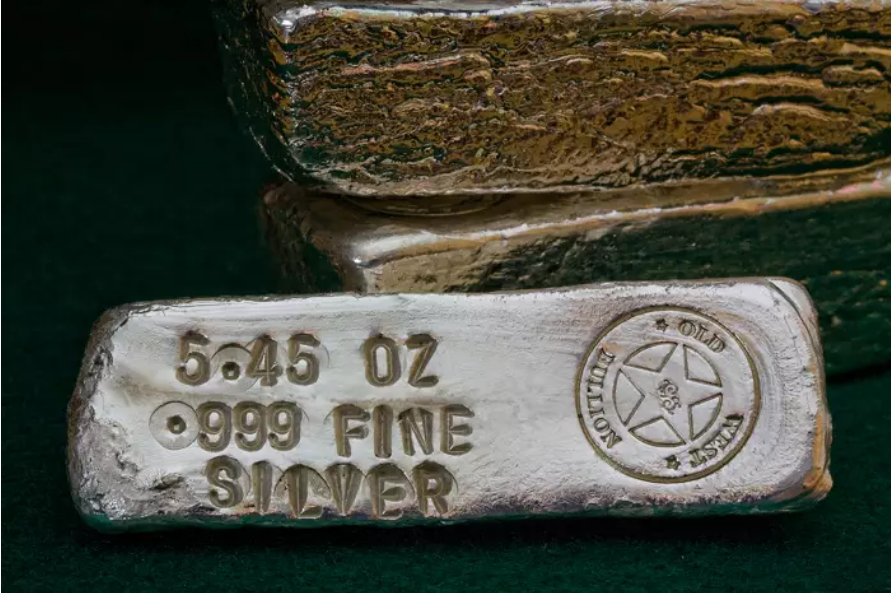 5.45 OZ
.999 FINE
SILVER
OLD WEST BULLION